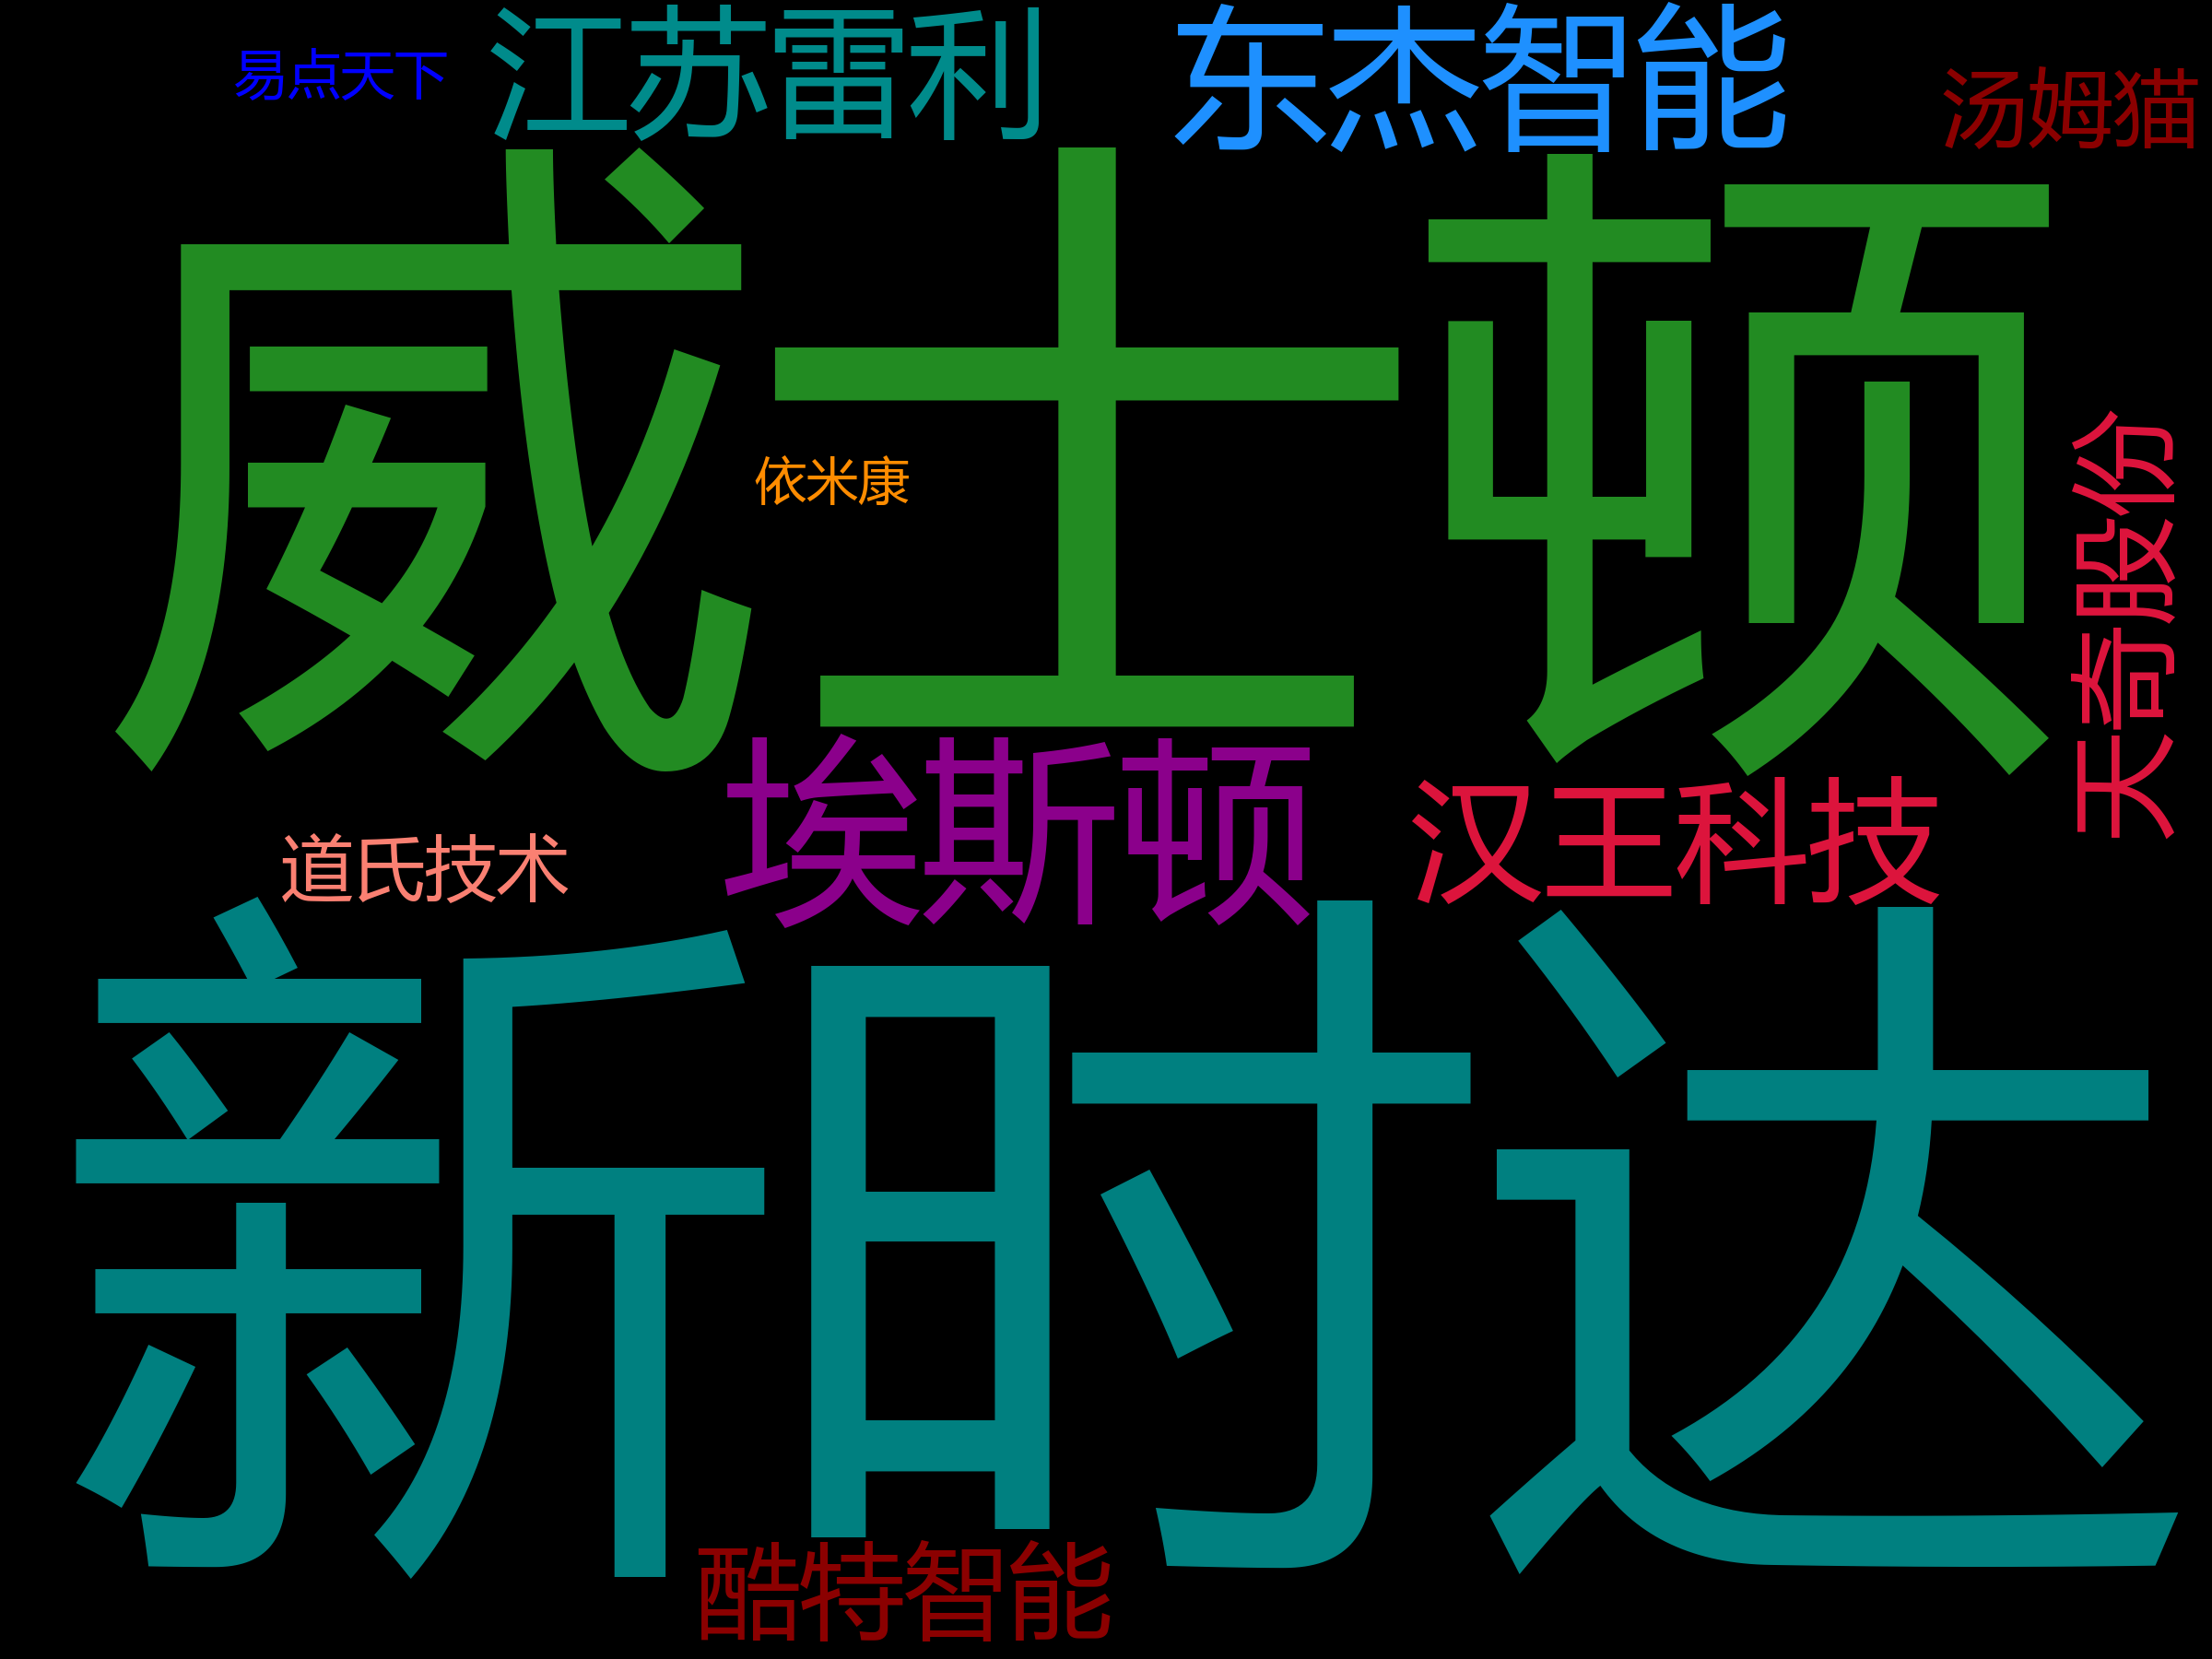 易点天下
江苏雷利
东杰智能
汤姆猫
威士顿
依米康
天奇股份
埃斯顿
汉王科技
道氏技术
新时达
酷特智能